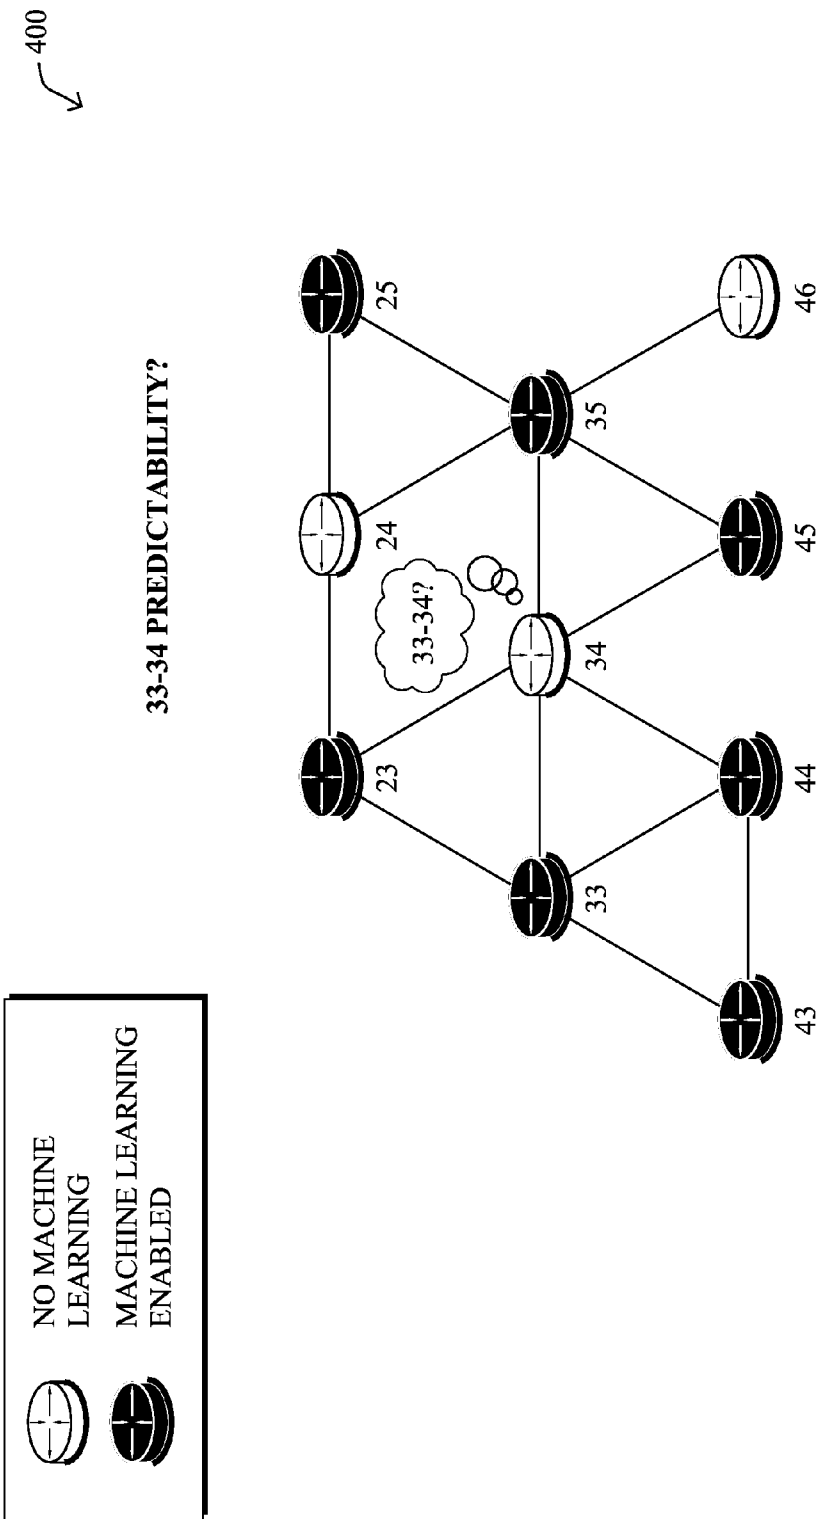 400
33-34 PREDICTABILITY?
NO MACHINE
LEARNING
MACHINE LEARNING
ENABLED
23
24
25
33-34?
33
34
35
43
44
45
46